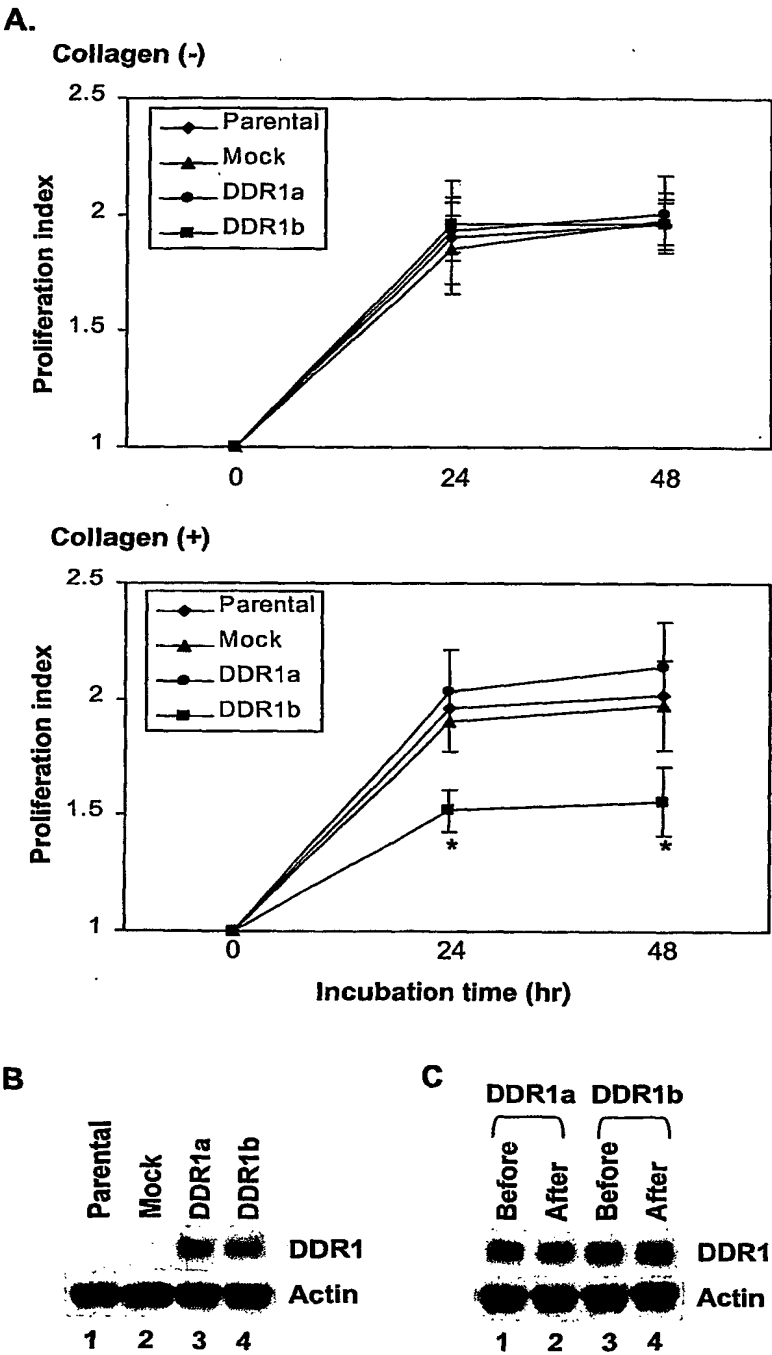 A.
Collagen (-)
2.5
2
1.5
1
Proliferation index
Parental
Mock
DDR1a
DDR1b
0 24 48
Collagen (+)
2.5
2
1.5
1
Proliferation index
Parental
Mock
DDR1a
DDR1b
* *
0 24 48
Incubation time (hr)
B
Parental Mock DDR1a DDR1b
DDR1
Actin
1 2 3 4
C
DDR1a DDR1b
Before After Before After
DDR1
Actin
1 2 3 4